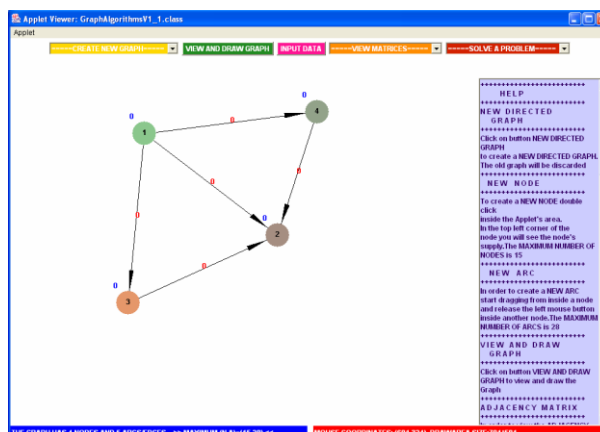 Applet Viewer: GraphAlgorithmsV1_1.class
Applet
-----CREATE NEW GRAPH-----
VIEW AND DRAW GRAPH
INPUT DATA
-----VIEW MATRICES-----
-----SOLVE A PROBLEM-----
0
0
4
0
1
0
0
0
0
2
0
0
0
3
++++++++++++++++++++++++++
HELP
++++++++++++++++++++++++++
NEW DIRECTED
GRAPH
++++++++++++++++++++++++++
Click on button NEW DIRECTED
GRAPH
to create a NEW DIRECTED GRAPH.
The old graph will be discarded
++++++++++++++++++++++++++
NEW NODE
++++++++++++++++++++++++++
To create a NEW NODE double
click
inside the Applet's area.
In the top left corner of the
node you will see the node's
supply.The MAXIMUM NUMBER OF
NODES is 15
++++++++++++++++++++++++++
NEW ARC
++++++++++++++++++++++++++
In order to create a NEW ARC
start dragging from inside a node
and release the left mouse button
inside another node.The MAXIMUM
NUMBER OF ARCS is 20
++++++++++++++++++++++++++
VIEW AND DRAW
GRAPH
++++++++++++++++++++++++++
Click on button VIEW AND DRAW
GRAPH to view and draw the
Graph
++++++++++++++++++++++++++
ADJACENCY MATRIX
++++++++++++++++++++++++++